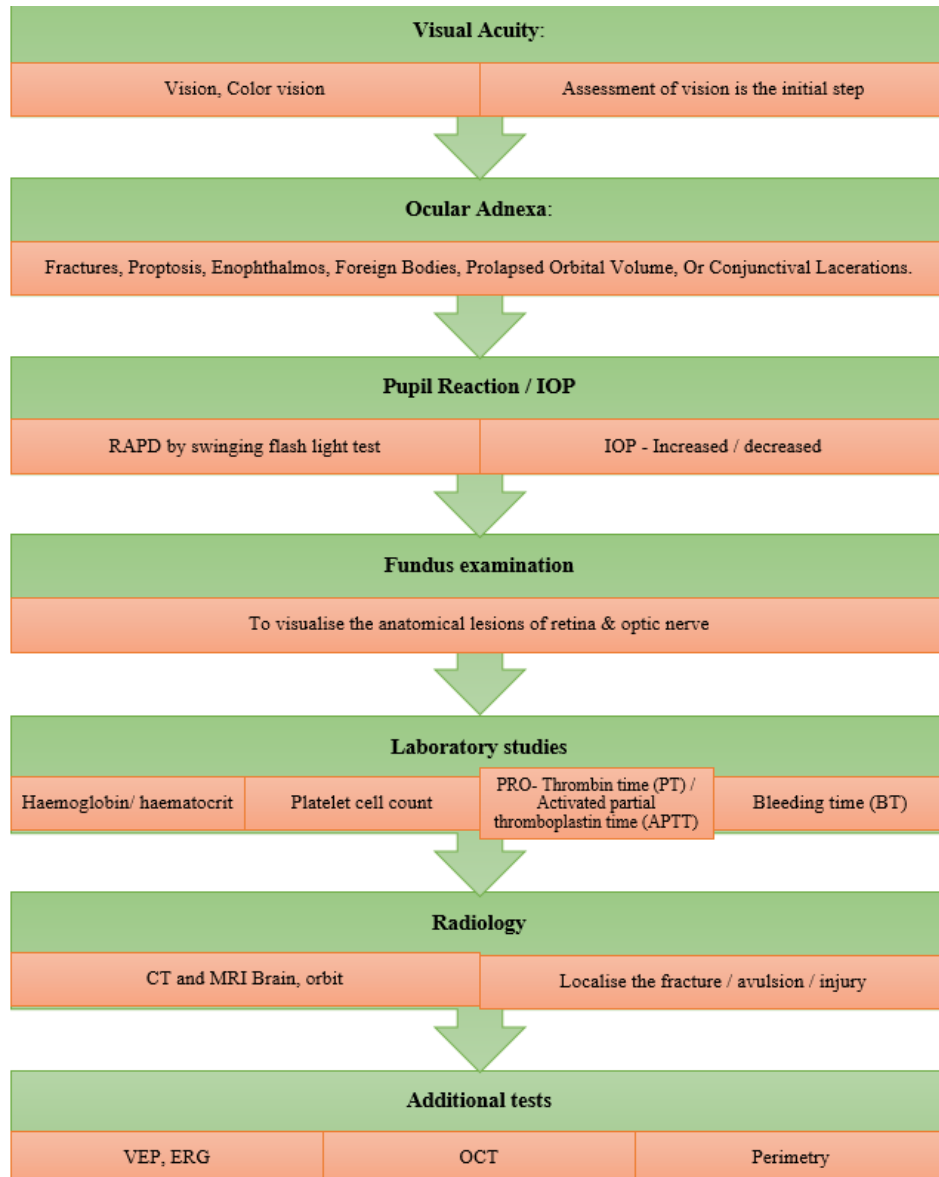 Visual Acuity:
Vision, Color vision
Assessment of vision is the initial step
Ocular Adnexa:
Fractures, Proptosis, Enophthalmos, Foreign Bodies, Prolapsed Orbital Volume, Or Conjunctival Lacerations.
Pupil Reaction / IOP
RAPD by swinging flash light test
IOP - Increased / decreased
Fundus examination
To visualise the anatomical lesions of retina & optic nerve
Laboratory studies
Haemoglobin/ haematocrit
Platelet cell count
PRO- Thrombin time (PT) /
Activated partial
thromboplastin time (APTT)
Bleeding time (BT)
Radiology
CT and MRI Brain, orbit
Localise the fracture / avulsion / injury
Additional tests
VEP, ERG
OCT
Perimetry